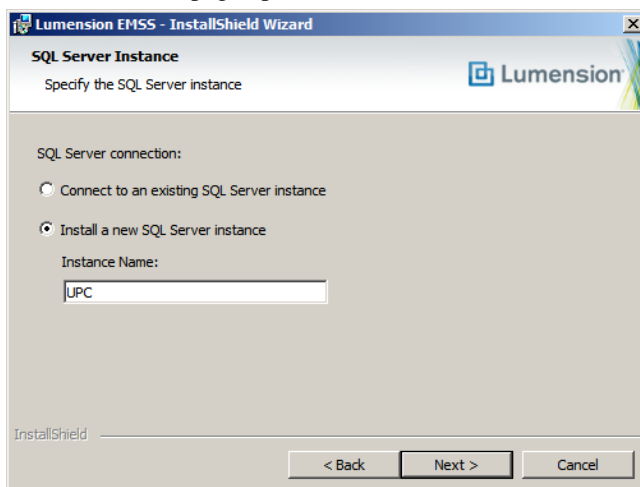 Lumension EMSS - InstallShield Wizard
SQL Server Instance
Specify the SQL Server instance
Lumension
SQL Server connection:
Connect to an existing SQL Server instance
Install a new SQL Server instance
Instance Name:
UPC
InstallShield
< Back Next > Cancel